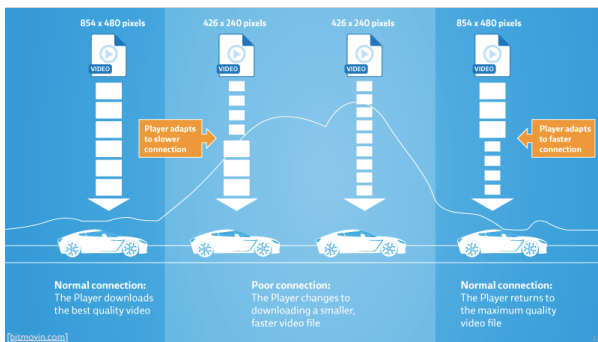 854 x 480 pixels
426 x 240 pixels
426 x 240 pixels
854 x 480 pixels
VIDEO
VIDEO
VIDEO
VIDEO
Player adapts
to slower
connection
Player adapts
to faster
connection
Normal connection:
The Player downloads
the best quality video
Poor connection:
The Player changes to
downloading a smaller,
faster video file
Normal connection:
The Player returns to
the maximum quality
video file
[bitmovin.com]